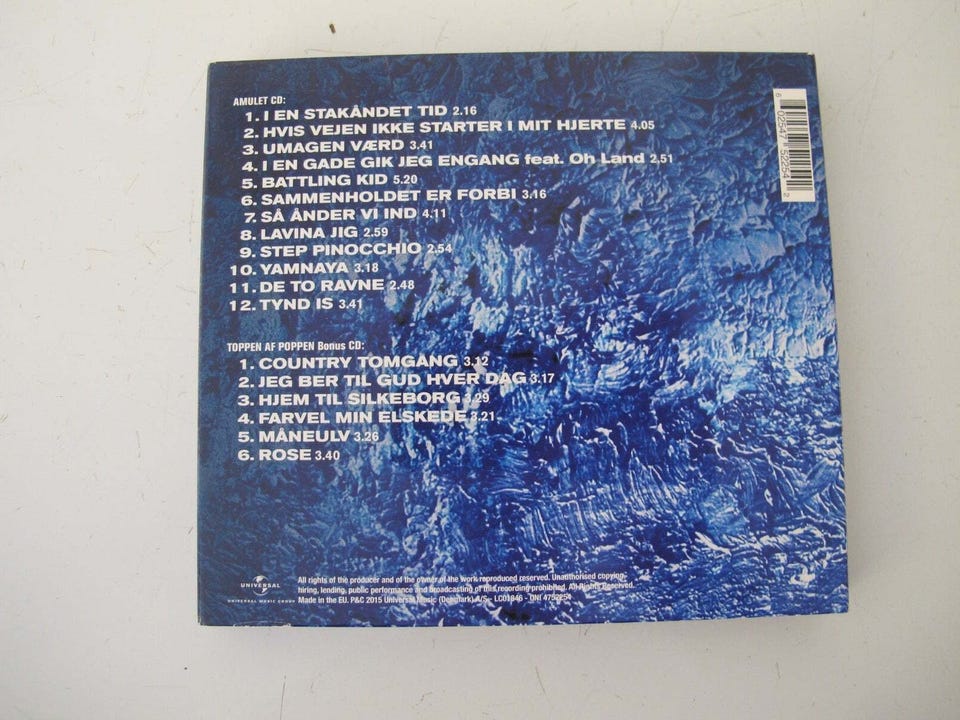 AMULET CD:
1. I EN STAKÅNDET TID 2.16
2. HVIS VEJEN IKKE STARTER I MIT HJERTE 4.05
3. UMAGEN VÆRD 3.41
4. I EN GADE GIK JEG ENGANG feat. Oh Land 2,51
5. BATTLING KID 5.20
6. SAMMENHOLDET ER FORBI 3.16
7. SÅ ÅNDER VI IND 4.11
8. LAVINA JIG 2.59
9. STEP PINOCCHIO 2.54
10. YAMNAYA 3.18
11. DE TO RAVNE 2.48
12. TYND IS 3.41
TOPPEN AF POPPEN Bonus CD:
1. COUNTRY TOMGANG 3.12
2. JEG BER TIL GUD HVER DAG 3.17
3. HJEM TIL SILKEBORG 3.29
4. FARVEL MIN ELSKEDE 3.21
5. MÅNEULV 3.26
6. ROSE 3.40
6 02547 52254 2
UNIVERSAL
UNIVERSAL MUSIC GROUP
All rights of the producer and of the owner of the work reproduced reserved. Unauthorised copying,
hiring, lending, public performance and broadcasting of this recording prohibited. All Rights Reserved.
Made in the EU. P&C 2015 Universal Music (Denmark) A/S - LC01846 -